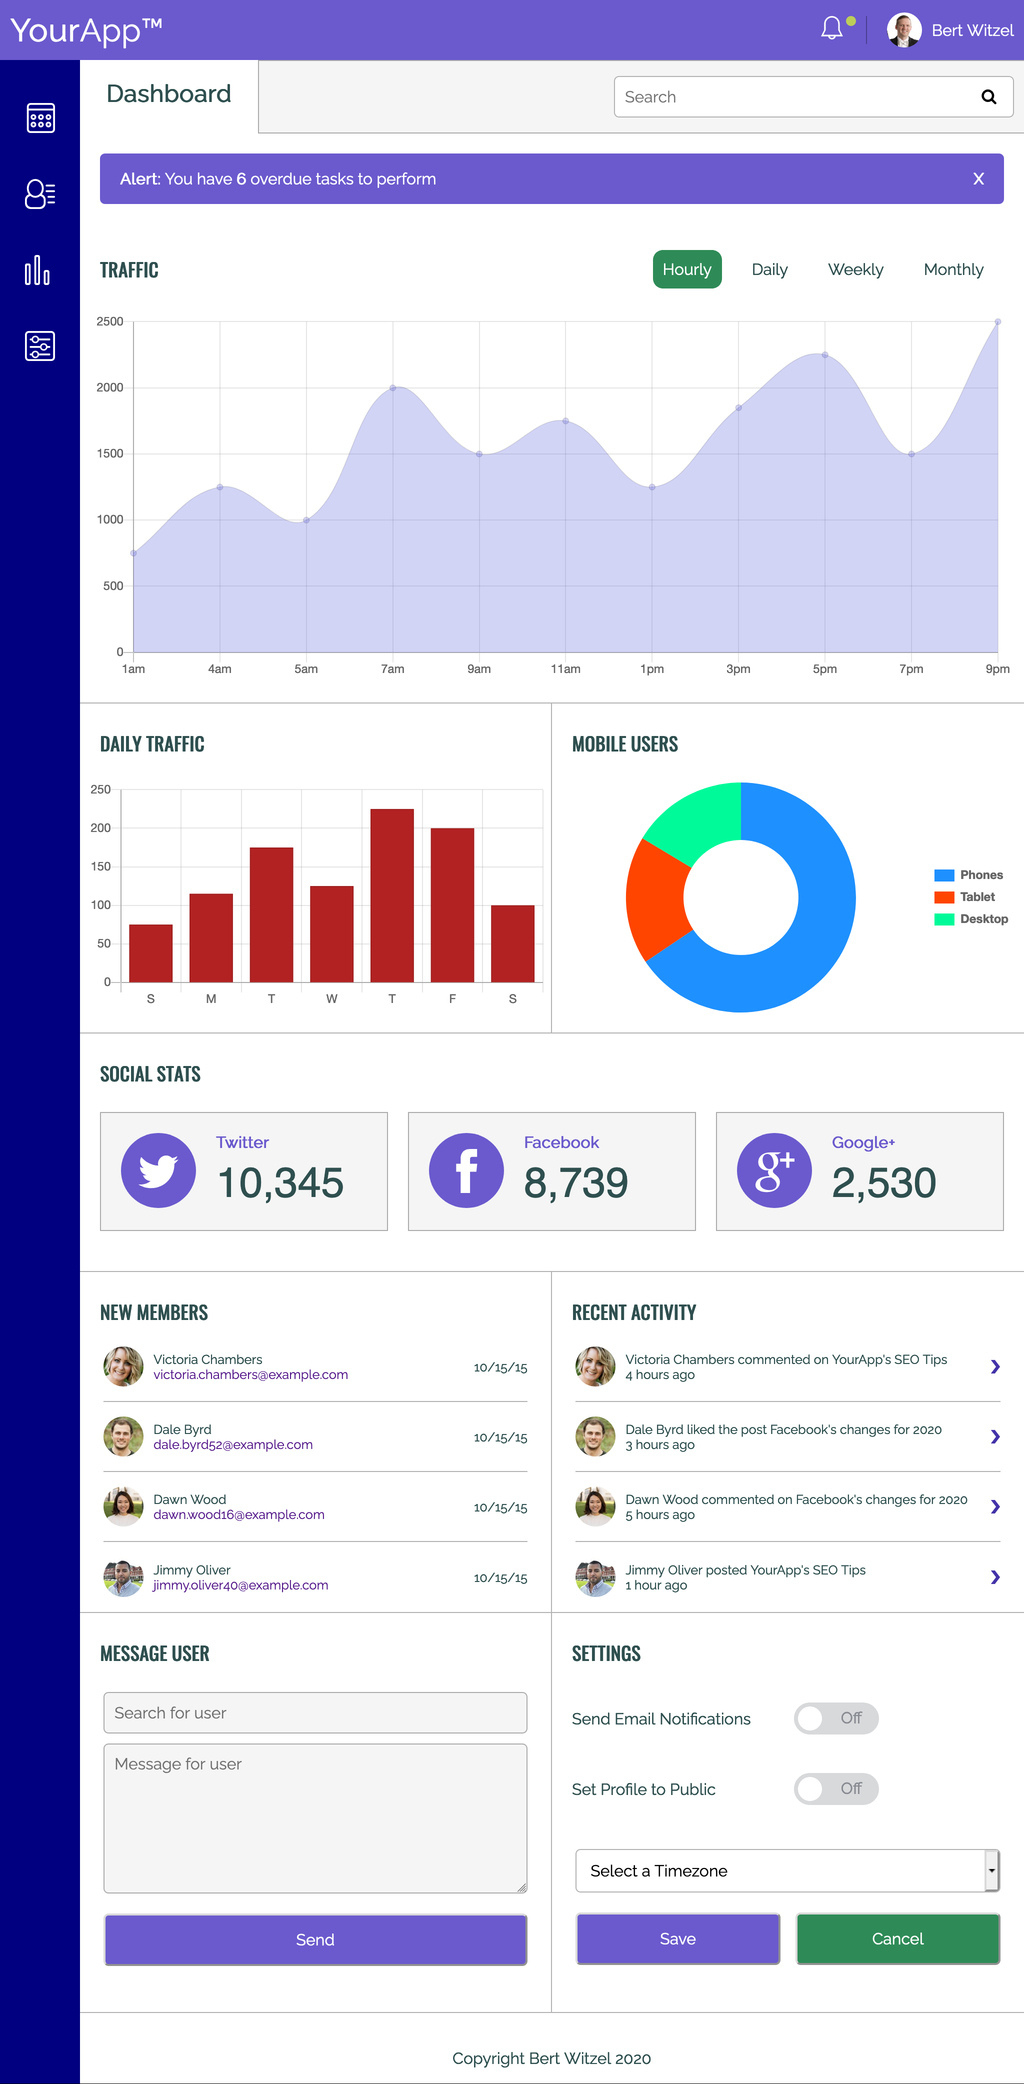 YourApp™
Bert Witzel
Dashboard
Search
Alert: You have 6 overdue tasks to perform
X
TRAFFIC
Hourly Daily Weekly Monthly
2500
2000
1500
1000
500
0
1am 4am 5am 7am 9am 11am 1pm 3pm 5pm 7pm 9pm
DAILY TRAFFIC
250
200
150
100
50
0
S M T W T F S
MOBILE USERS
Phones
Tablet
Desktop
SOCIAL STATS
Twitter
10,345
Facebook
8,739
Google+
2,530
NEW MEMBERS
Victoria Chambers
victoria.chambers@example.com
10/15/15
Dale Byrd
dale.byrd52@example.com
10/15/15
Dawn Wood
dawn.wood16@example.com
10/15/15
Jimmy Oliver
jimmy.oliver40@example.com
10/15/15
RECENT ACTIVITY
Victoria Chambers commented on YourApp's SEO Tips
4 hours ago
Dale Byrd liked the post Facebook's changes for 2020
3 hours ago
Dawn Wood commented on Facebook's changes for 2020
5 hours ago
Jimmy Oliver posted YourApp's SEO Tips
1 hour ago
MESSAGE USER
Search for user
Message for user
Send
SETTINGS
Send Email Notifications
Off
Set Profile to Public
Off
Select a Timezone
Save
Cancel
Copyright Bert Witzel 2020